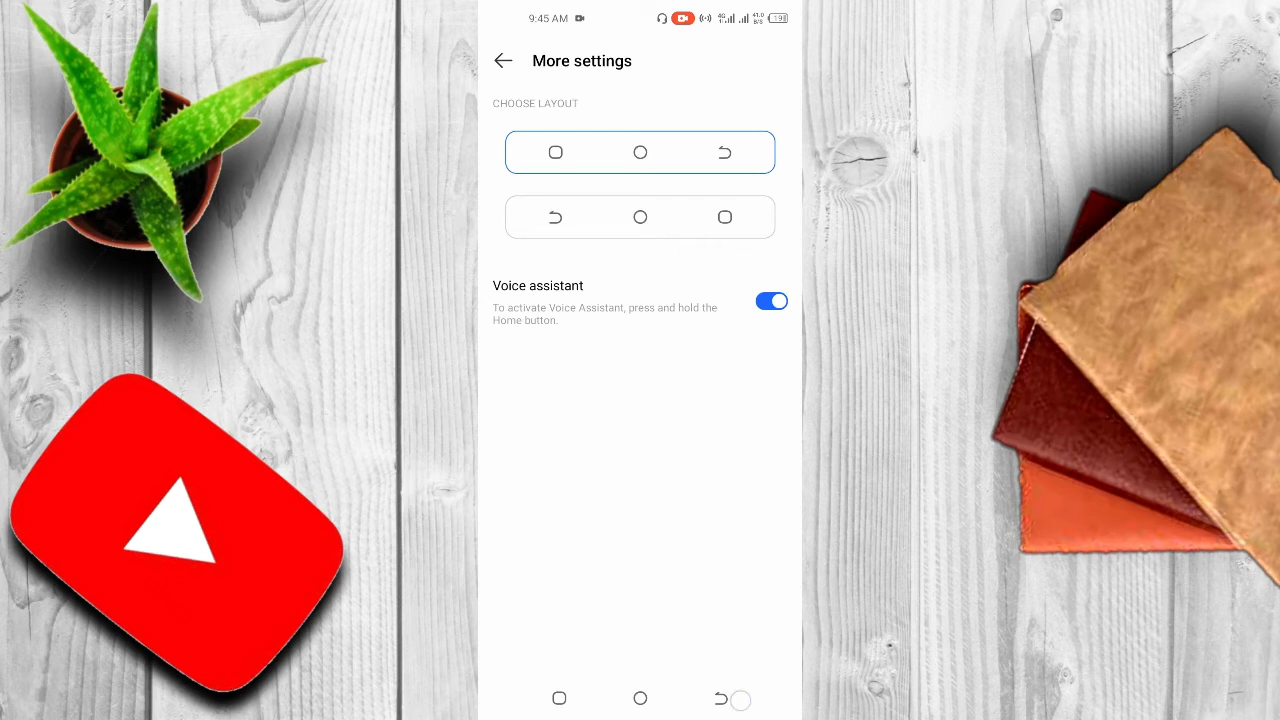 9:45 AM
More settings
CHOOSE LAYOUT
Voice assistant
To activate Voice Assistant, press and hold the
Home button.